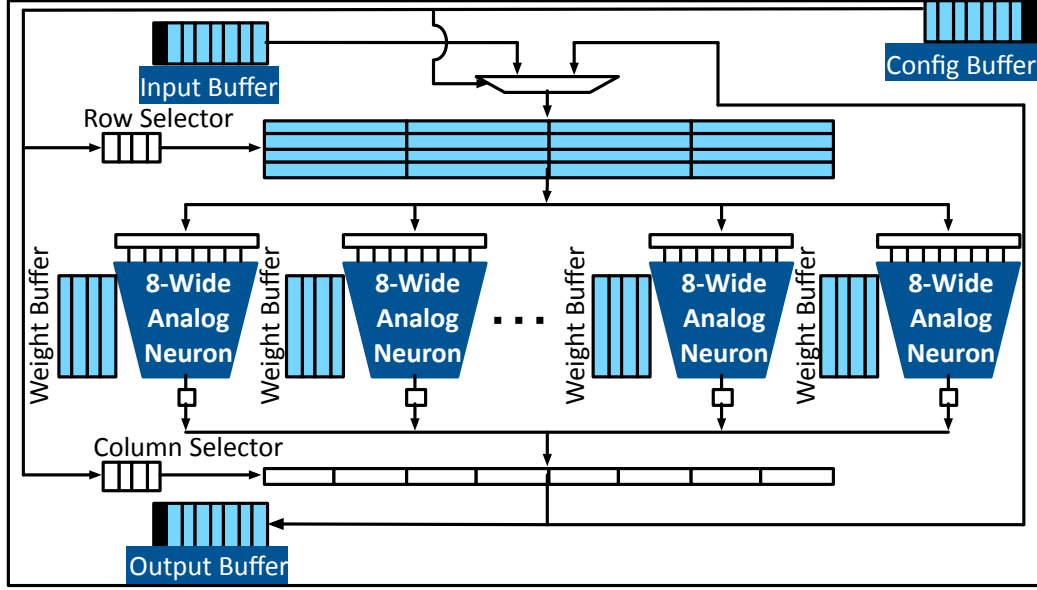 Input Buffer
Config Buffer
Row Selector
Weight Buffer
8-Wide
Analog
Neuron
Weight Buffer
8-Wide
Analog
Neuron
...
Weight Buffer
8-Wide
Analog
Neuron
Weight Buffer
8-Wide
Analog
Neuron
Column Selector
Output Buffer